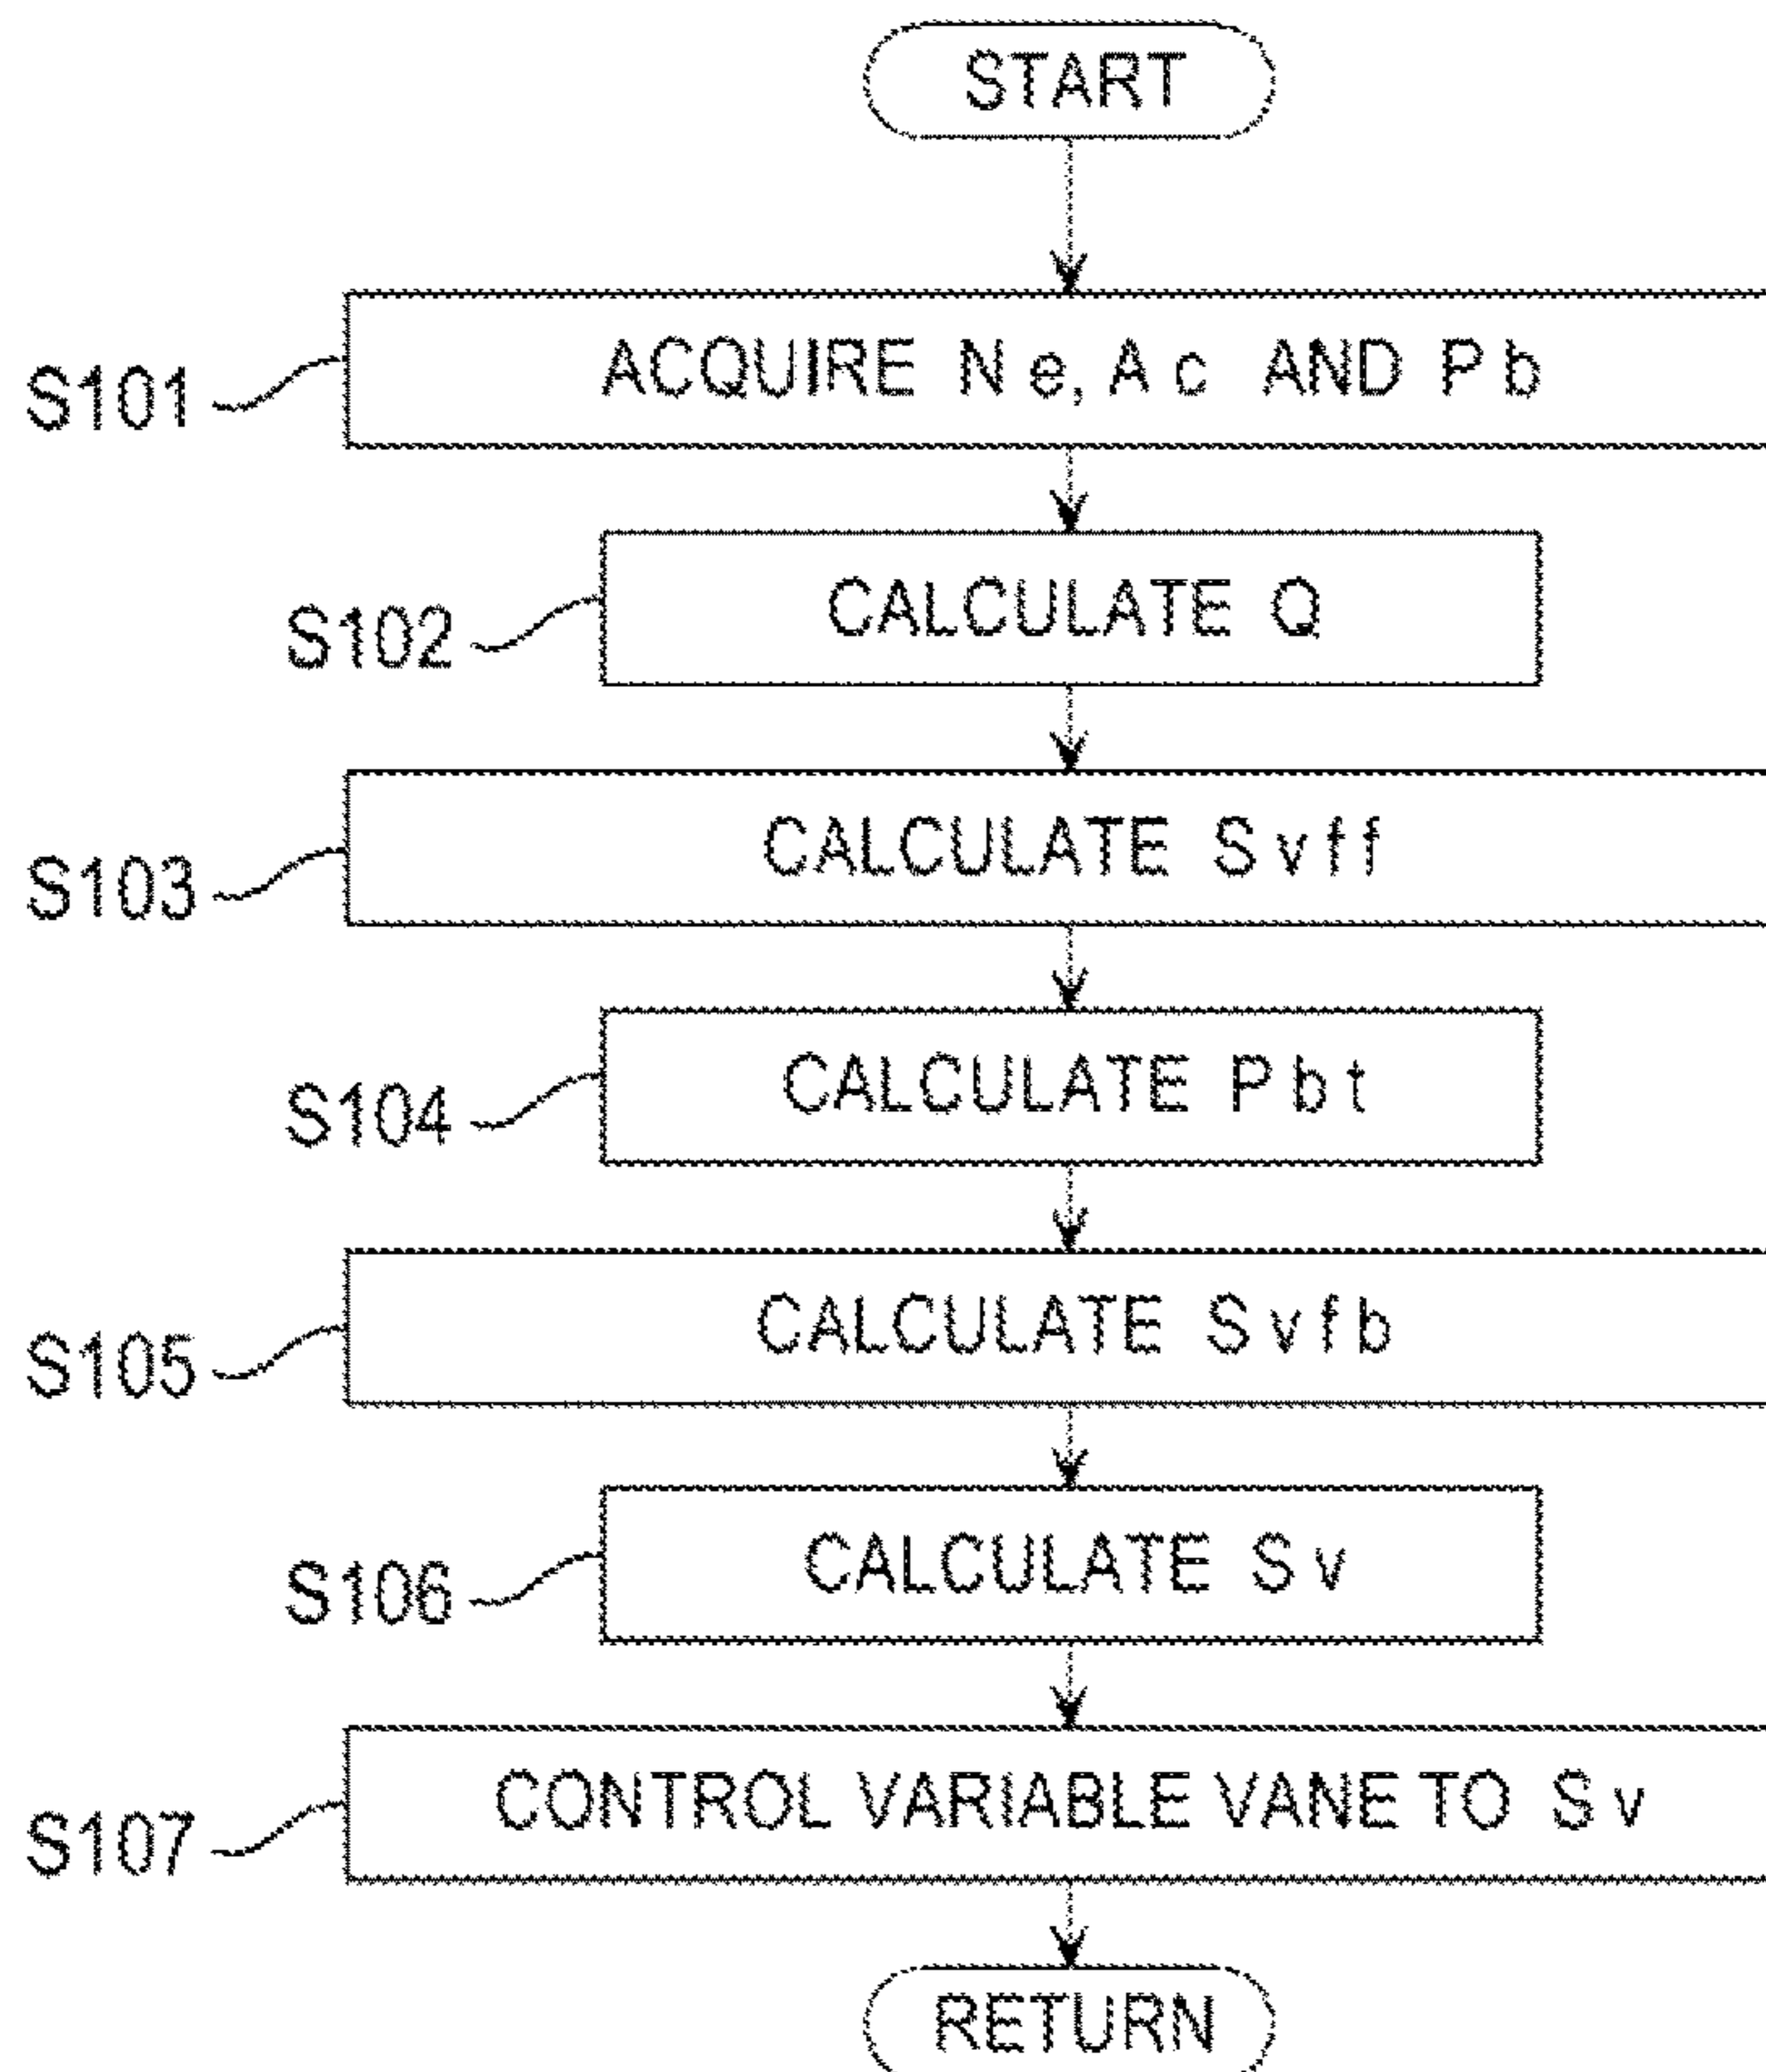 START
S101 ACQUIRE Ne, Ac AND Pb
S102 CALCULATE Q
S103 CALCULATE Svff
S104 CALCULATE Pbt
S105 CALCULATE Svfb
S106 CALCULATE Sv
S107 CONTROL VARIABLE VANE TO Sv
RETURN